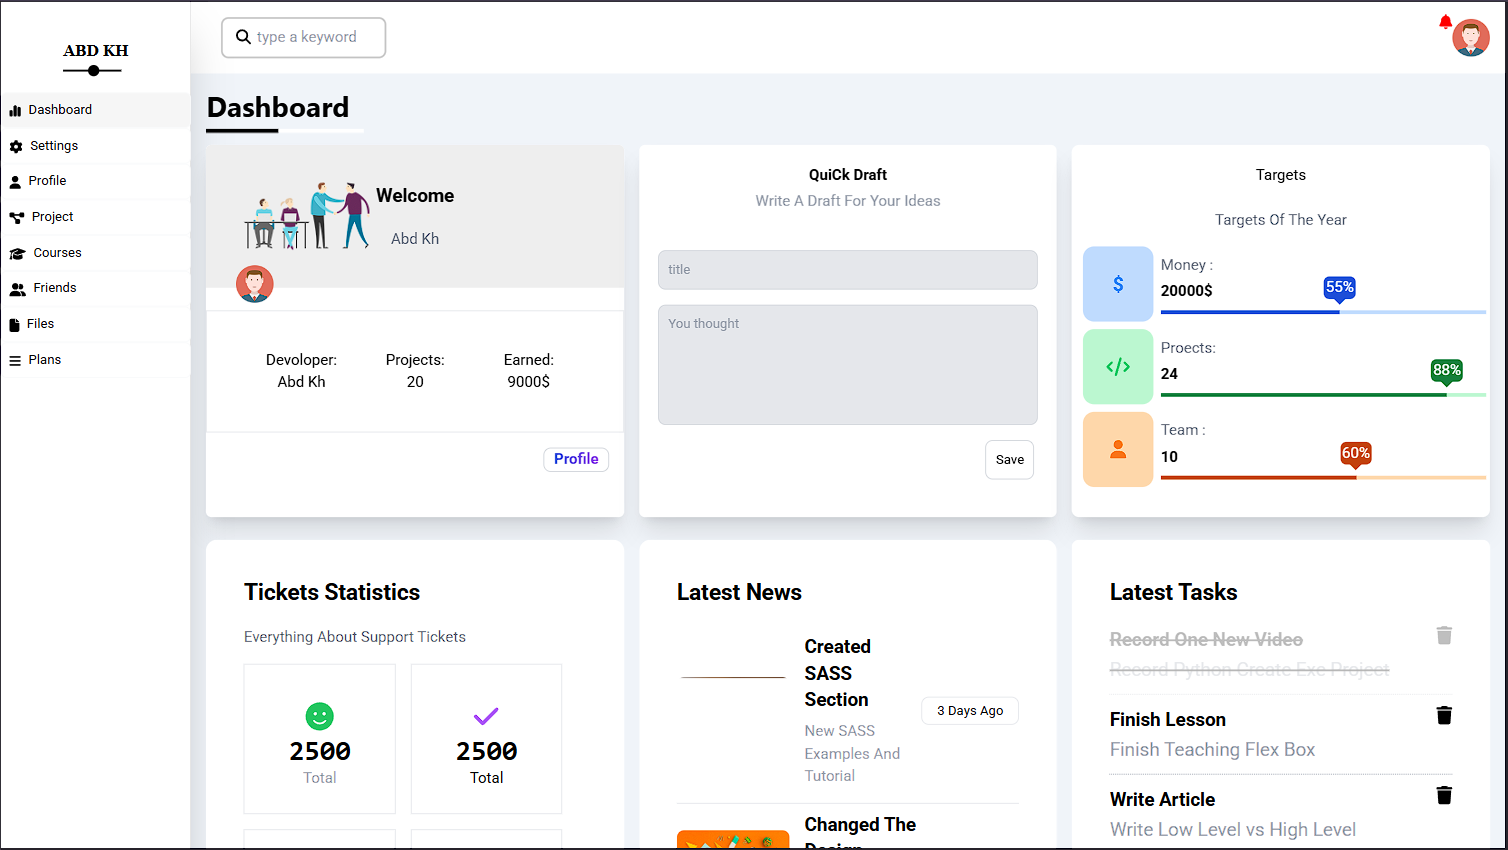 ABD KH
Dashboard
Settings
Profile
Project
Courses
Friends
Files
Plans
type a keyword
Dashboard
Welcome
Abd Kh
Devoloper:
Abd Kh
Projects:
20
Earned:
9000$
Profile
QuiCk Draft
Write A Draft For Your Ideas
title
You thought
Save
Targets
Targets Of The Year
$
Money :
20000$
55%
</>
Proects:
24
88%
Team :
10
60%
Tickets Statistics
Everything About Support Tickets
2500
Total
2500
Total
Latest News
Created
SASS
Section
New SASS
Examples And
Tutorial
3 Days Ago
Changed The
Design
Latest Tasks
Record One New Video
Record Python Create Exe Project
Finish Lesson
Finish Teaching Flex Box
Write Article
Write Low Level vs High Level